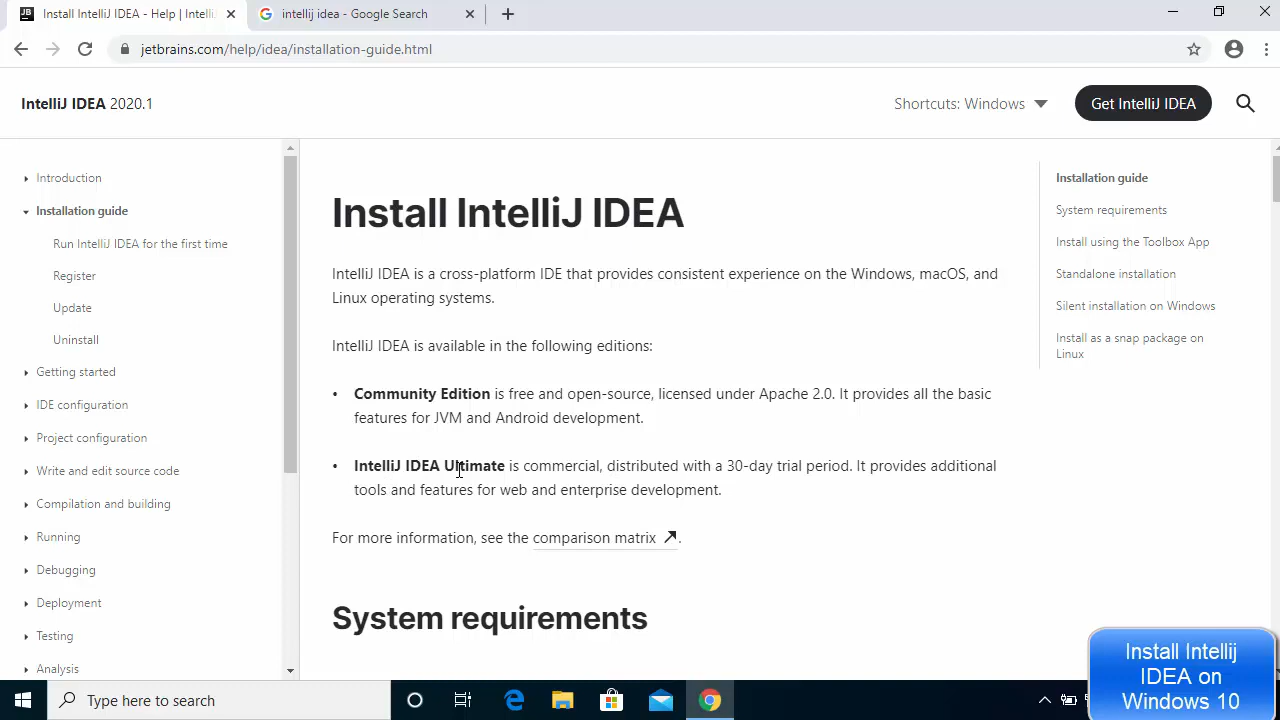 Install IntelliJ IDEA - Help | Intelli
intellij idea - Google Search
jetbrains.com/help/idea/installation-guide.html
IntelliJ IDEA 2020.1
Shortcuts: Windows
Get IntelliJ IDEA
Introduction
Installation guide
Run IntelliJ IDEA for the first time
Register
Update
Uninstall
Getting started
IDE configuration
Project configuration
Write and edit source code
Compilation and building
Running
Debugging
Deployment
Testing
Analysis
Install IntelliJ IDEA
IntelliJ IDEA is a cross-platform IDE that provides consistent experience on the Windows, macOS, and
Linux operating systems.
IntelliJ IDEA is available in the following editions:
• Community Edition is free and open-source, licensed under Apache 2.0. It provides all the basic
features for JVM and Android development.
• IntelliJ IDEA Ultimate is commercial, distributed with a 30-day trial period. It provides additional
tools and features for web and enterprise development.
For more information, see the comparison matrix.
System requirements
Installation guide
System requirements
Install using the Toolbox App
Standalone installation
Silent installation on Windows
Install as a snap package on
Linux
Install Intellij
IDEA on
Windows 10
Type here to search